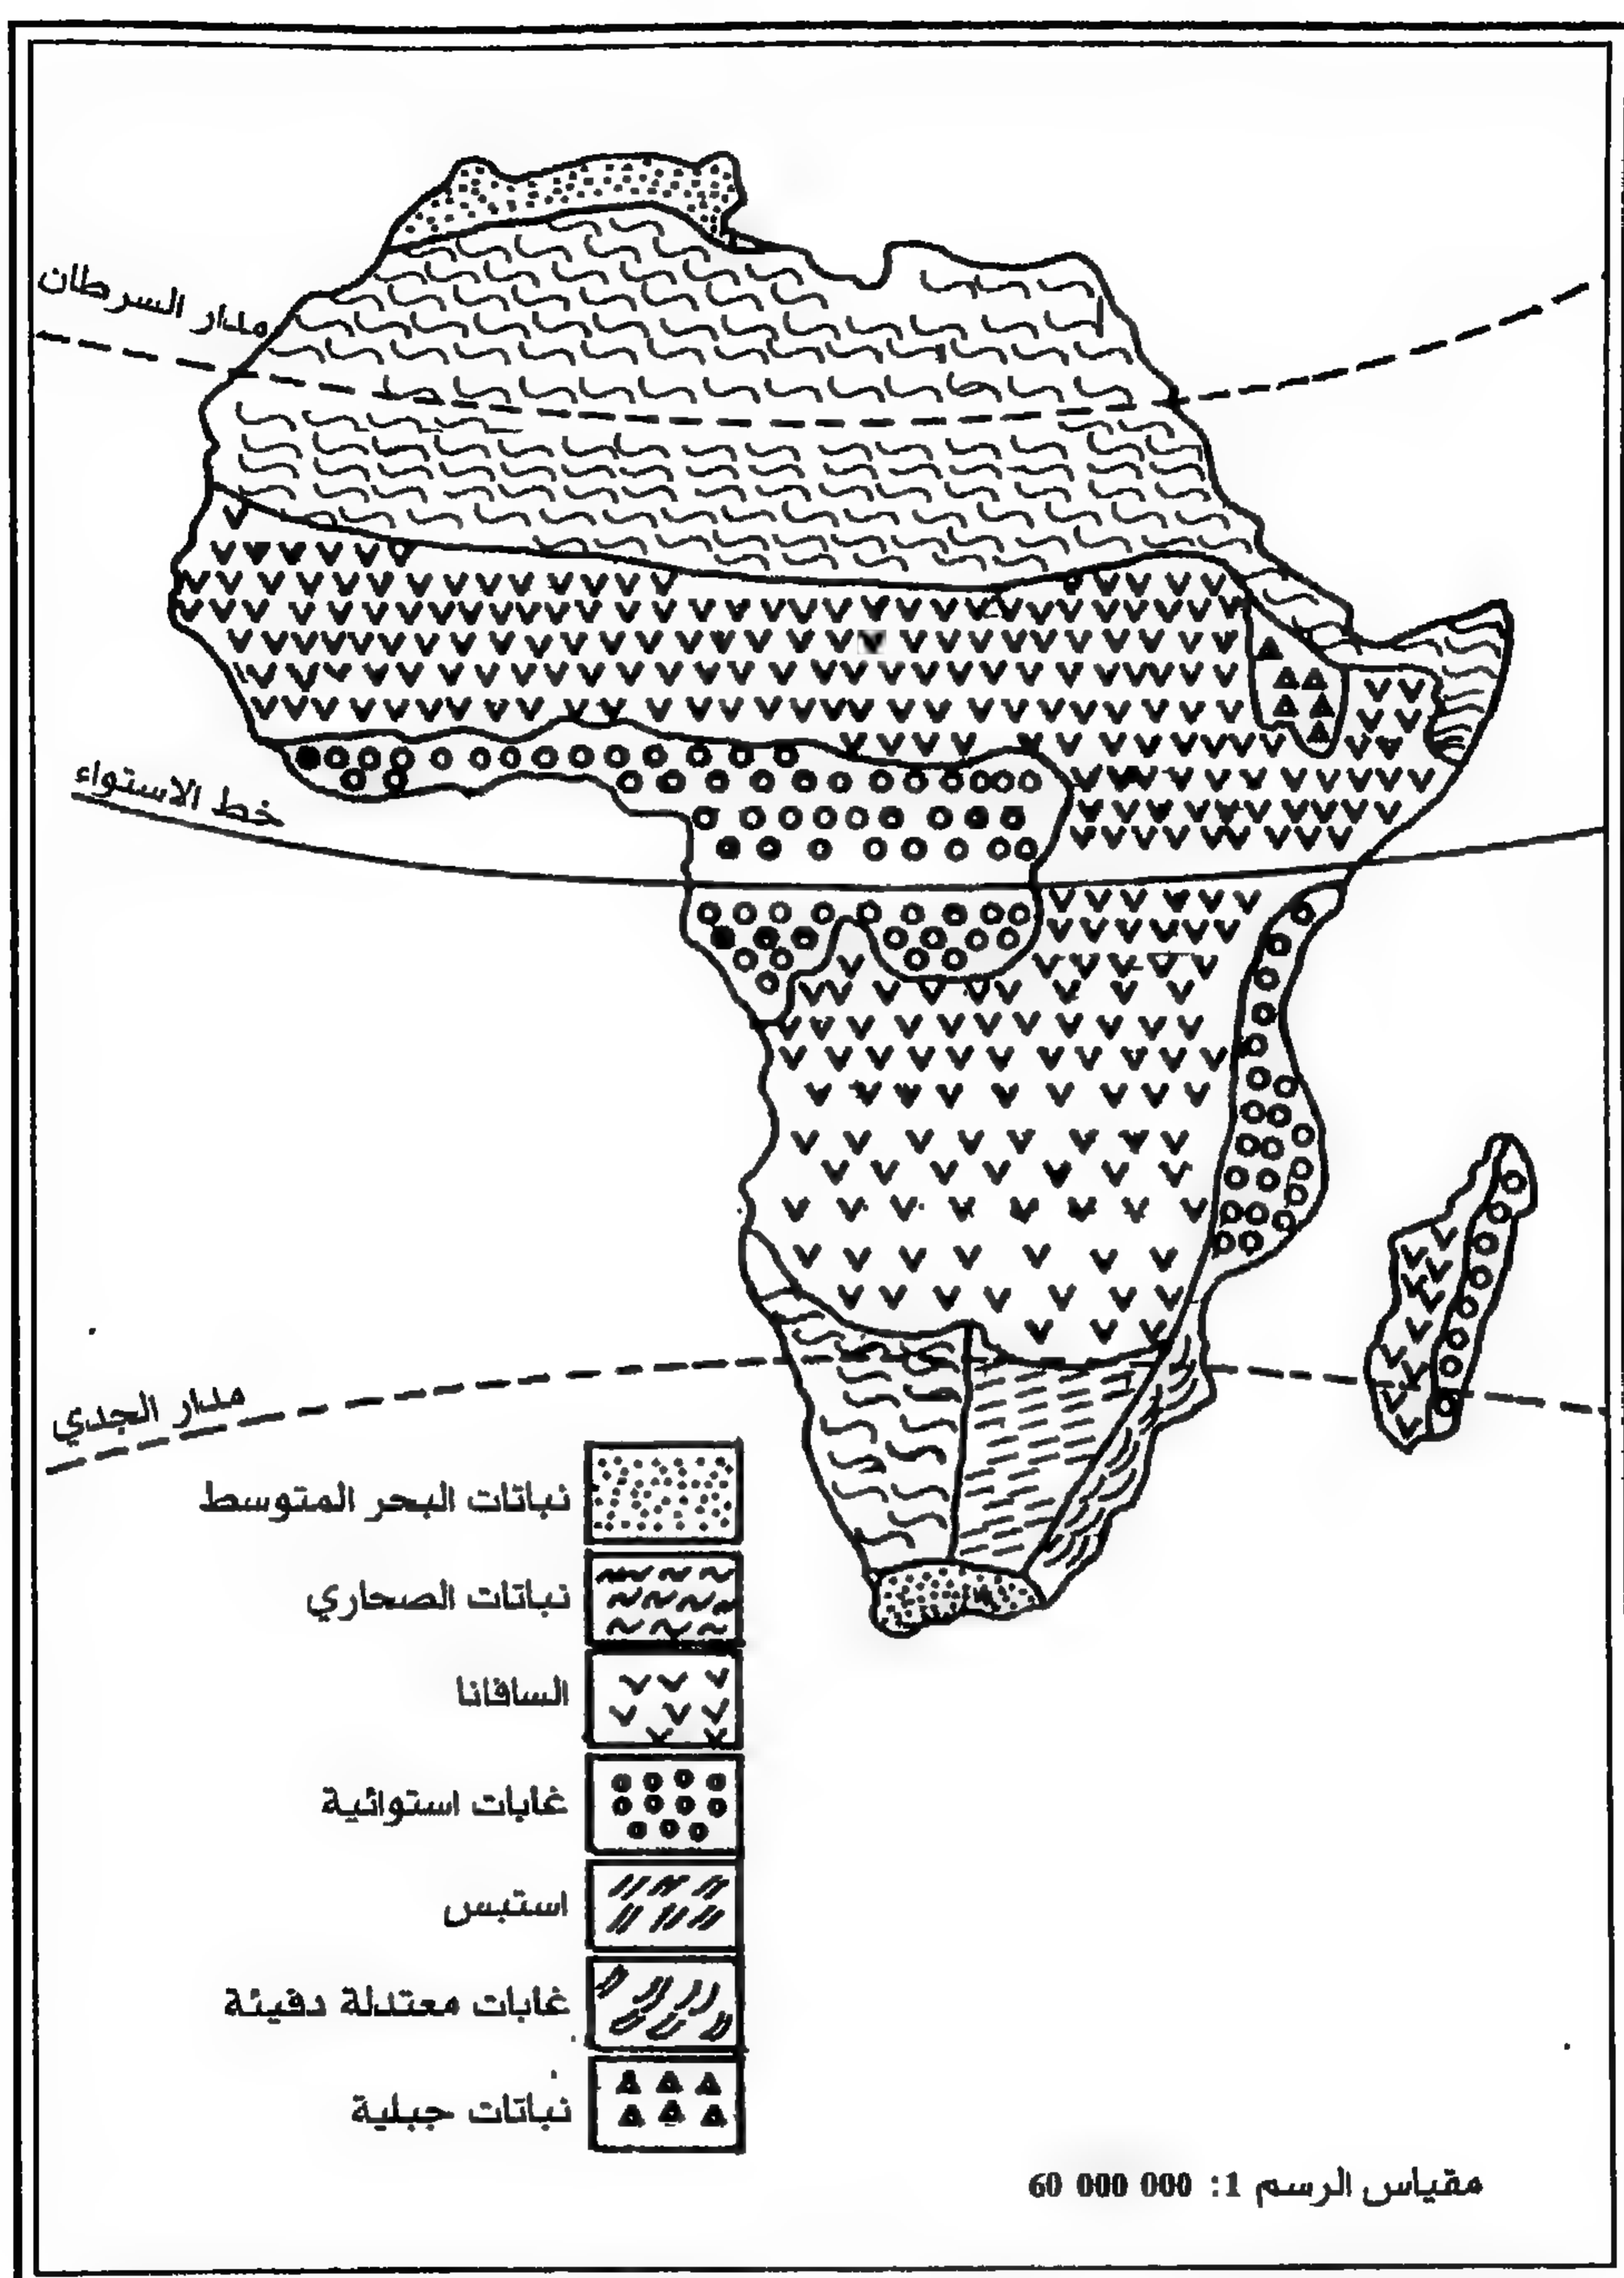 مدار السرطان
خط الاستواء
مدار الجدي
نباتات البحر المتوسط
نباتات الصحاري
السافانا
غابات استوائية
استبس
غابات معتدلة دفيئة
نباتات جبلية
مقياس الرسم 1: 000 000 60